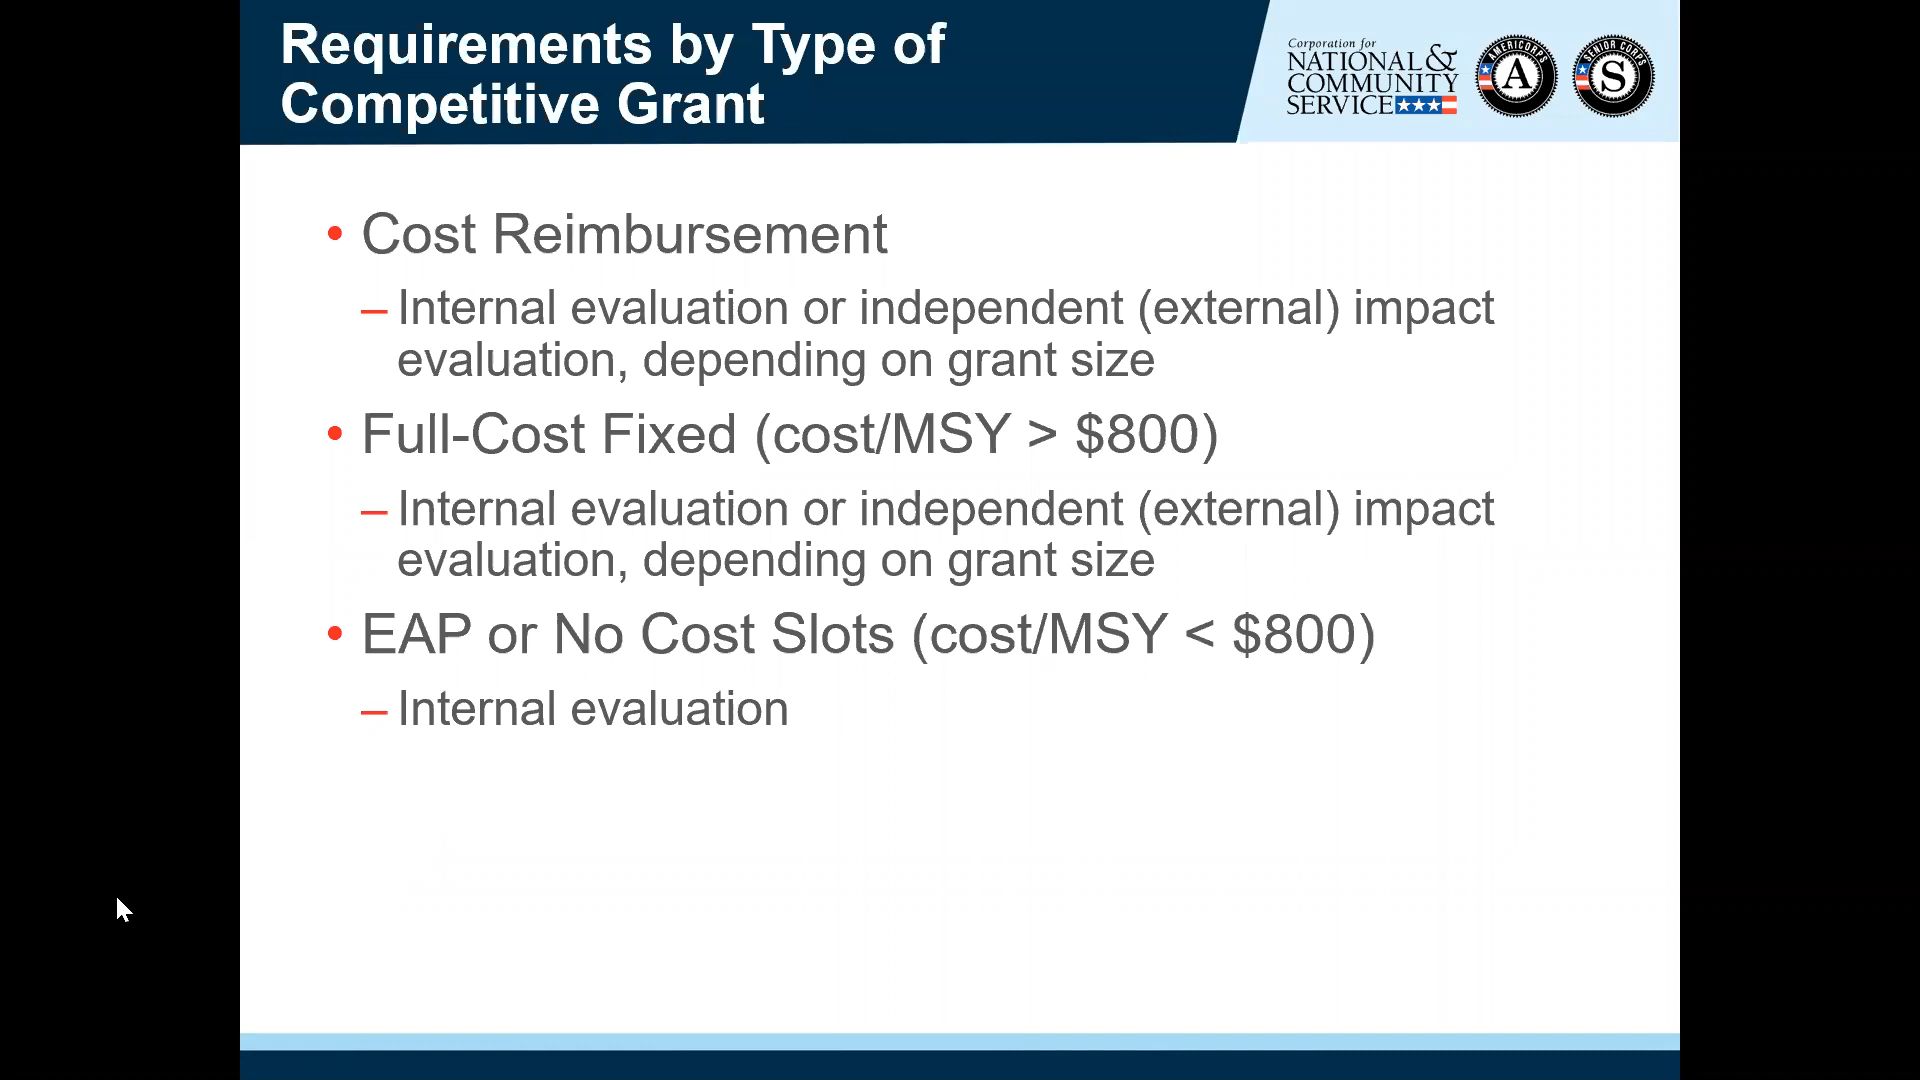 Requirements by Type of
Competitive Grant
Corporation for
NATIONAL &
COMMUNITY
SERVICE
AMERICORPS
A
SENIOR CORPS
S
• Cost Reimbursement
– Internal evaluation or independent (external) impact
evaluation, depending on grant size
• Full-Cost Fixed (cost/MSY > $800)
– Internal evaluation or independent (external) impact
evaluation, depending on grant size
• EAP or No Cost Slots (cost/MSY < $800)
– Internal evaluation